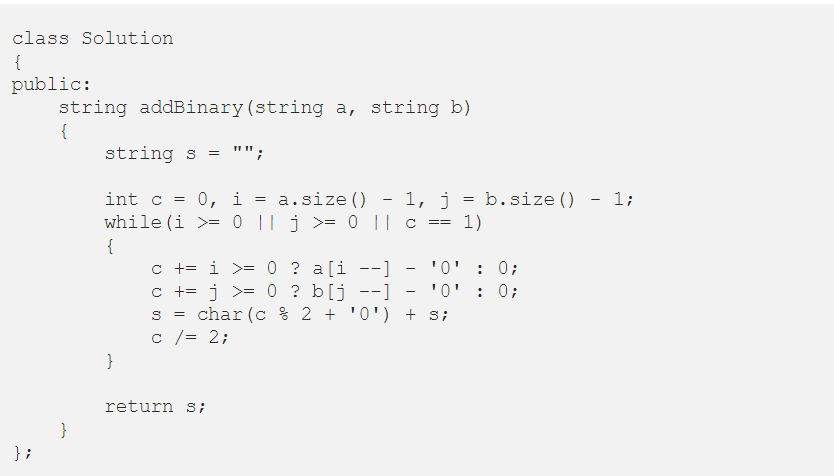 class Solution
{
public:
    string addBinary(string a, string b)
    {
        string s = "";

        int c = 0, i = a.size() - 1, j = b.size() - 1;
        while(i >= 0 || j >= 0 || c == 1)
        {
            c += i >= 0 ? a[i --] - '0' : 0;
            c += j >= 0 ? b[j --] - '0' : 0;
            s = char(c % 2 + '0') + s;
            c /= 2;
        }

        return s;
    }
};